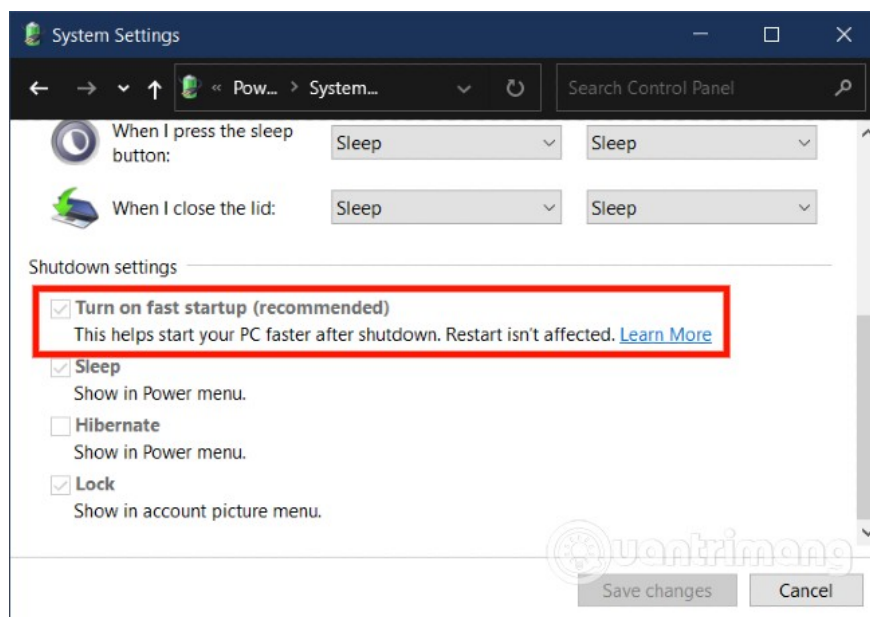 System Settings
« Pow... > System...
Search Control Panel
When I press the sleep
button:
Sleep
Sleep
When I close the lid:
Sleep
Sleep
Shutdown settings
Turn on fast startup (recommended)
This helps start your PC faster after shutdown. Restart isn't affected. Learn More
Sleep
Show in Power menu.
Hibernate
Show in Power menu.
Lock
Show in account picture menu.
Quantrimang
Save changes
Cancel